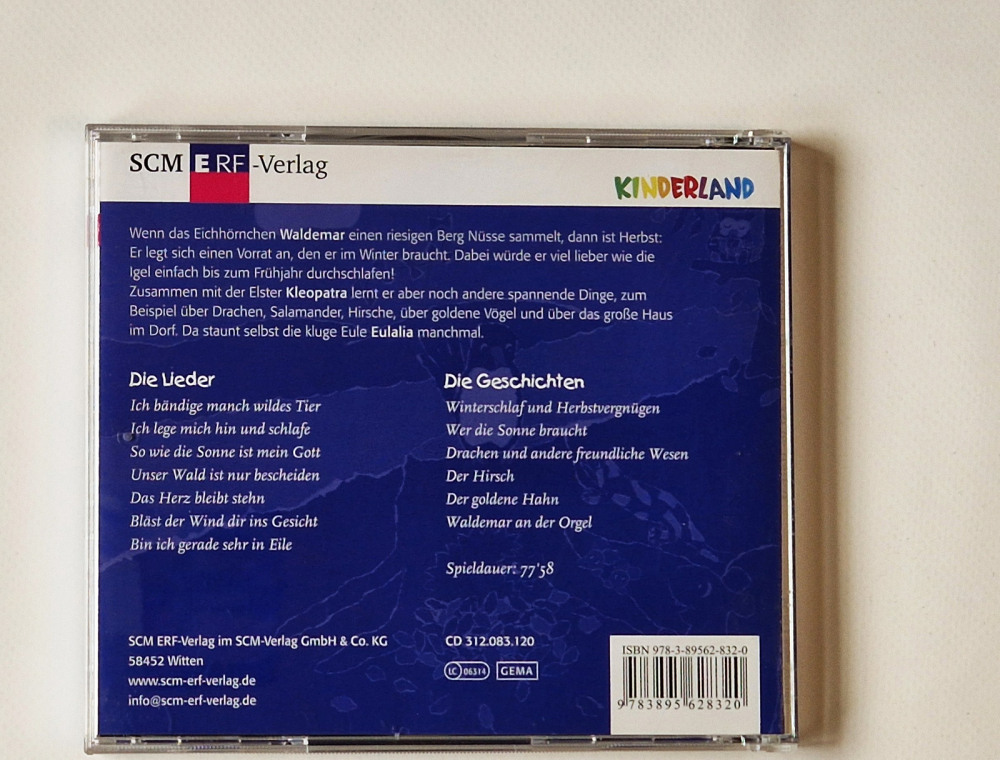 SCM ERF-Verlag
KINDERLAND
Wenn das Eichhörnchen Waldemar einen riesigen Berg Nüsse sammelt, dann ist Herbst:
Er legt sich einen Vorrat an, den er im Winter braucht. Dabei würde er viel lieber wie die
Igel einfach bis zum Frühjahr durchschlafen!
Zusammen mit der Elster Kleopatra lernt er aber noch andere spannende Dinge, zum
Beispiel über Drachen, Salamander, Hirsche, über goldene Vögel und über das große Haus
im Dorf. Da staunt selbst die kluge Eule Eulalia manchmal.
Die Lieder
Ich bändige manch wildes Tier
Ich lege mich hin und schlafe
So wie die Sonne ist mein Gott
Unser Wald ist nur bescheiden
Das Herz bleibt stehn
Bläst der Wind dir ins Gesicht
Bin ich gerade sehr in Eile
Die Geschichten
Winterschlaf und Herbstvergnügen
Wer die Sonne braucht
Drachen und andere freundliche Wesen
Der Hirsch
Der goldene Hahn
Waldemar an der Orgel
Spieldauer: 77'58
SCM ERF-Verlag im SCM-Verlag GmbH & Co. KG
58452 Witten
www.scm-erf-verlag.de
info@scm-erf-verlag.de
CD 312.083.120
LC 06314 GEMA
ISBN 978-3-89562-832-0
9 783895 628320